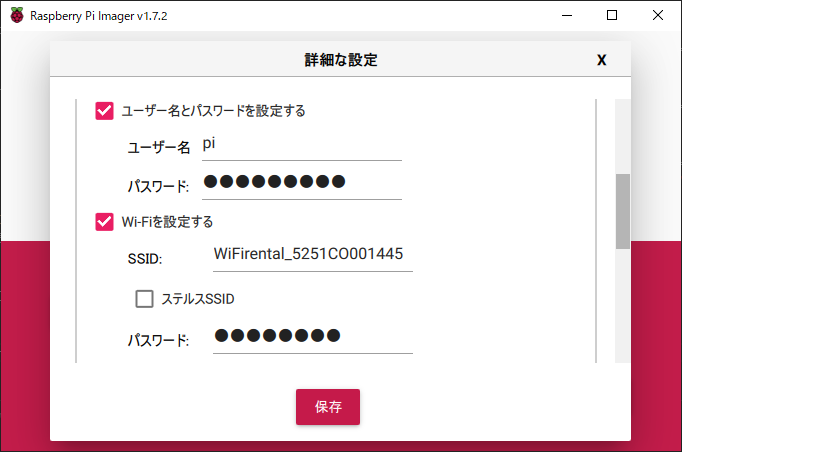 Raspberry Pi Imager v1.7.2
詳細な設定
X
ユーザー名とパスワードを設定する
ユーザー名 pi
パスワード: ●●●●●●●●●
Wi-Fiを設定する
SSID: WiFirental_5251CO001445
ステルスSSID
パスワード: ●●●●●●●●
保存